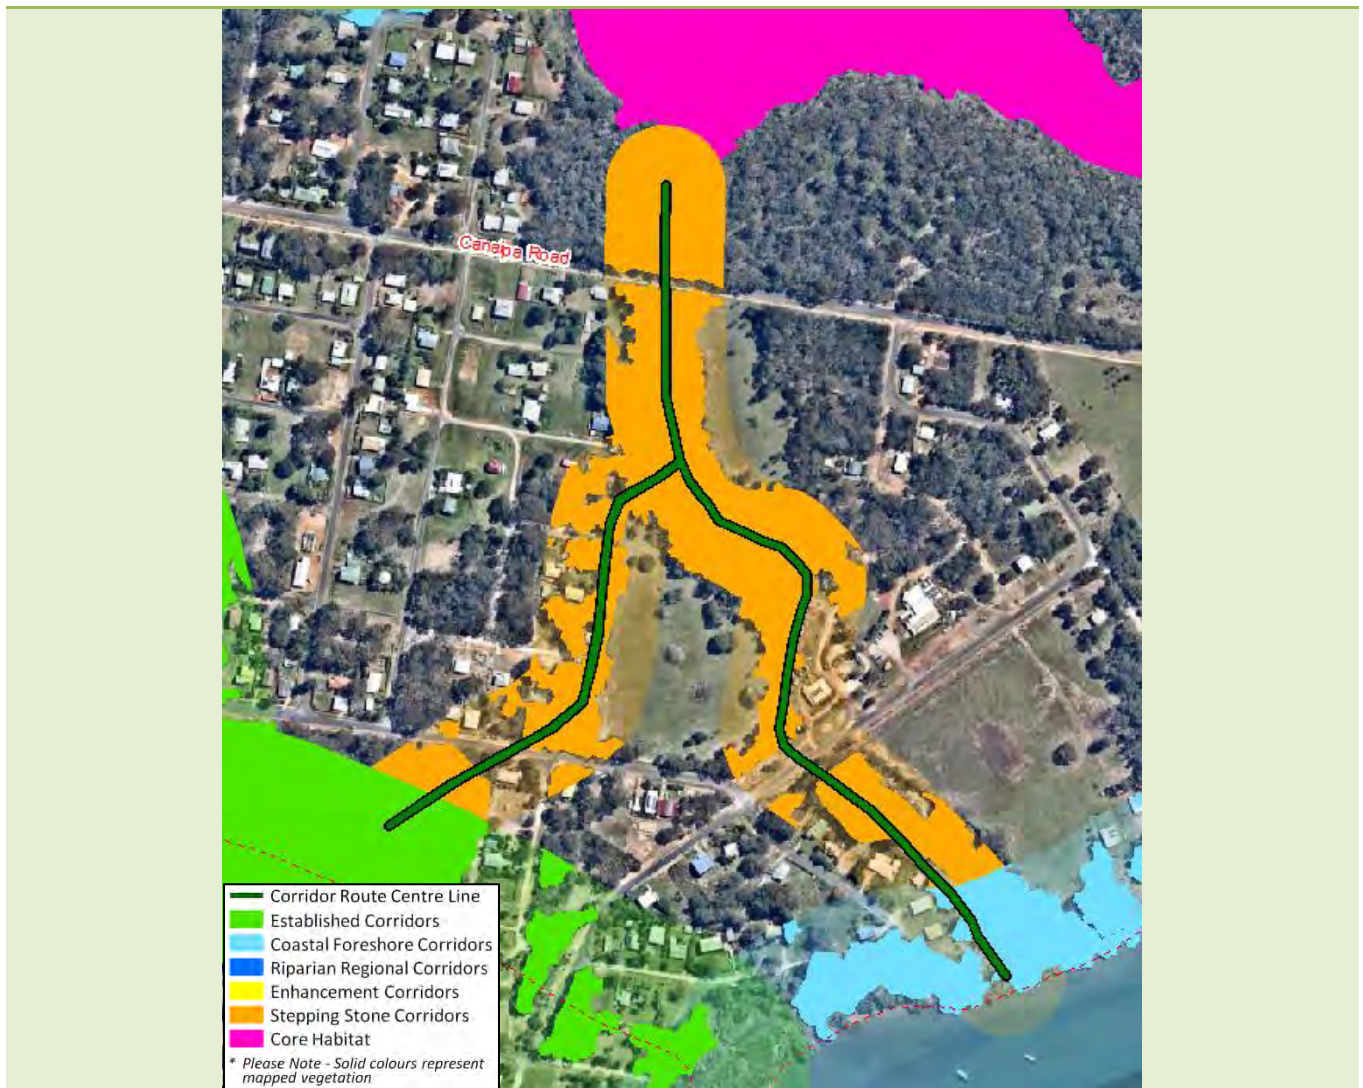 Canaipa Road
Corridor Route Centre Line
Established Corridors
Coastal Foreshore Corridors
Riparian Regional Corridors
Enhancement Corridors
Stepping Stone Corridors
Core Habitat
* Please Note - Solid colours represent
mapped vegetation